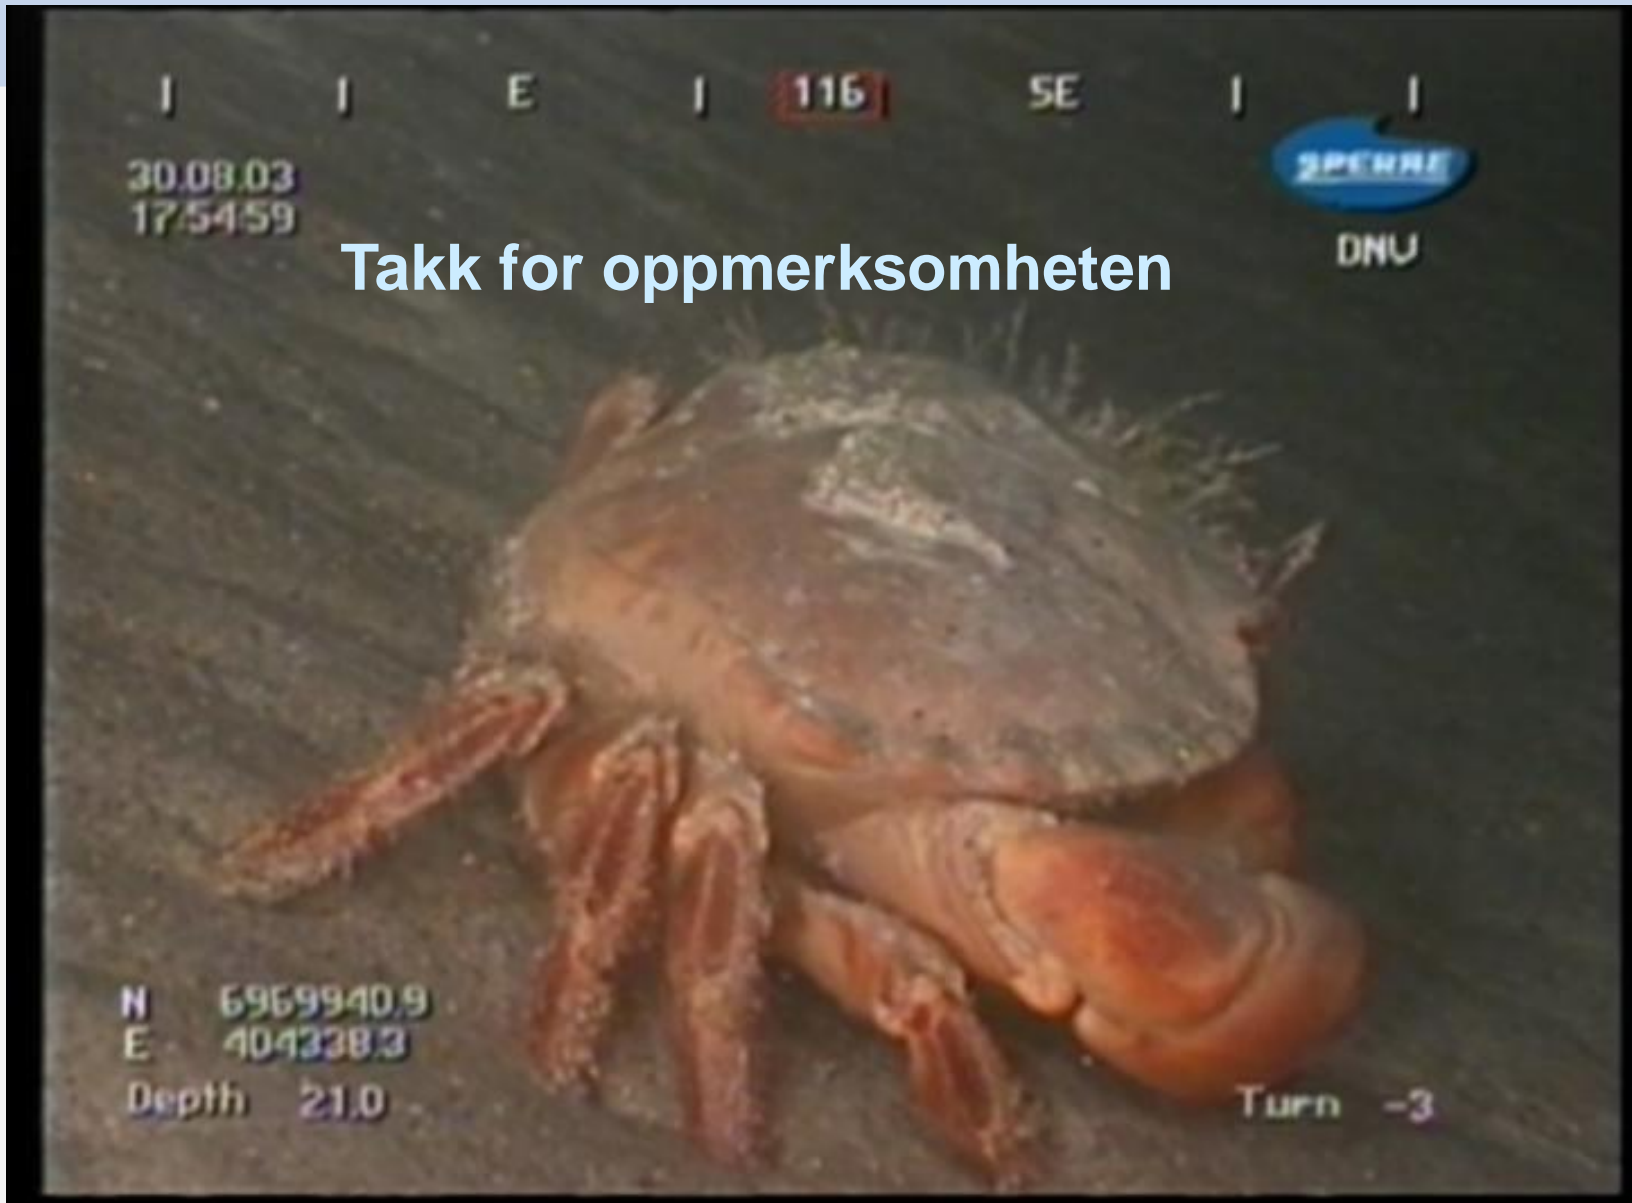 | | E | 116 SE | |
30.08.03
17:54:59
SPERRE
DNV
Takk for oppmerksomheten
N 6969940.9
E 404338.3
Depth 21.0
Turn -3